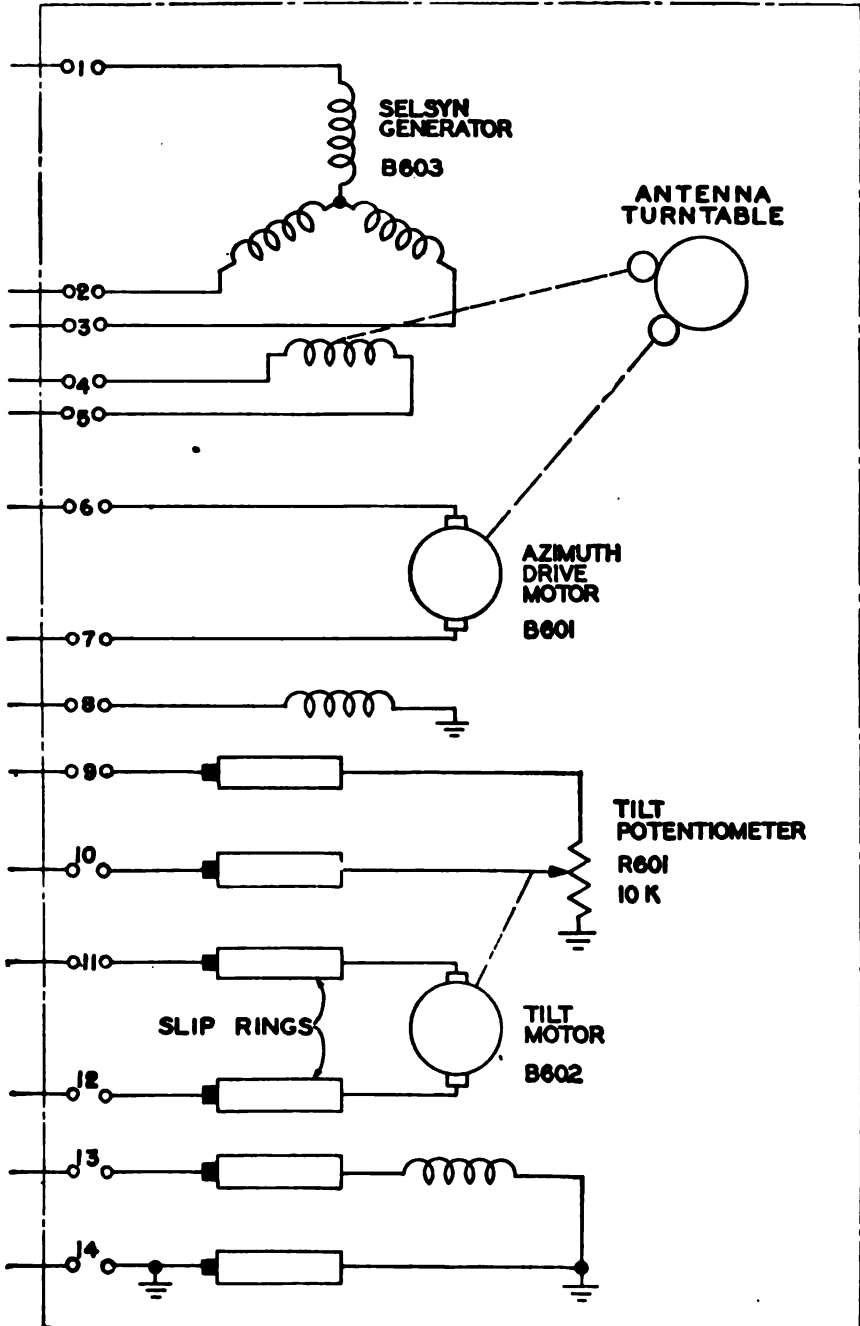 1
SELSYN
GENERATOR
B603
ANTENNA
TURNTABLE
2
3
4
5
6
AZIMUTH
DRIVE
MOTOR
B601
7
8
9
TILT
POTENTIOMETER
R601
10 K
10
11
SLIP RINGS
TILT
MOTOR
B602
12
13
14